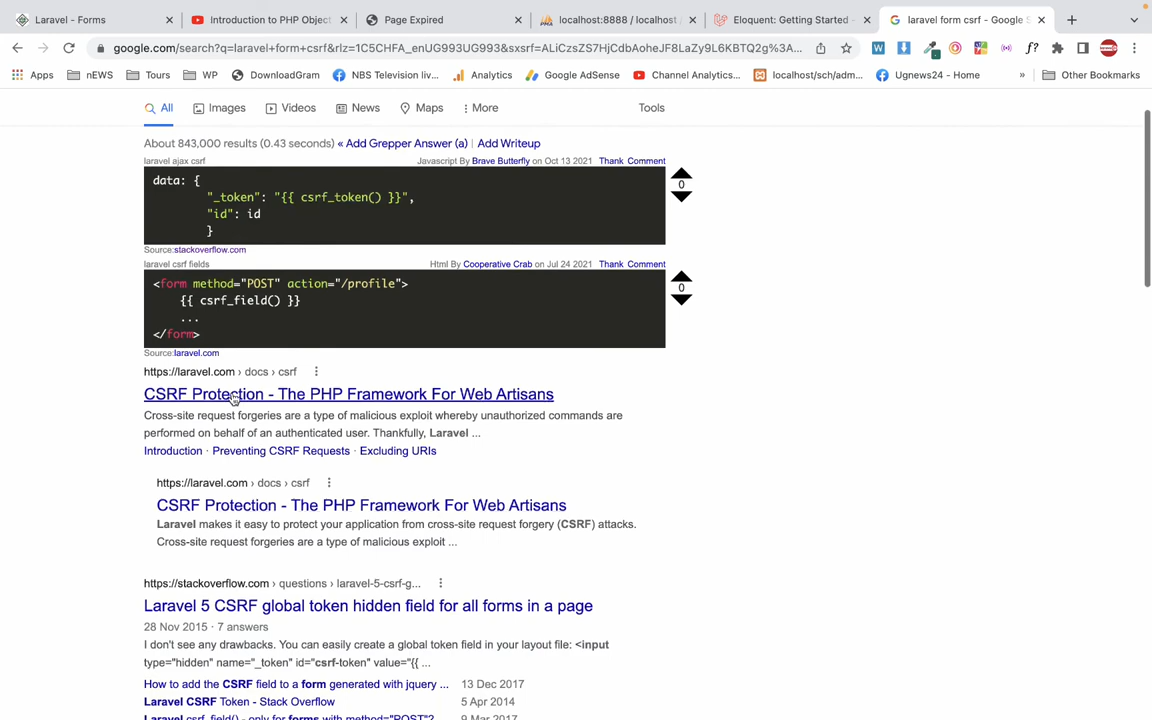 Laravel - Forms
Introduction to PHP Object
Page Expired
localhost:8888 / localhost /
Eloquent: Getting Started -
laravel form csrf - Google S
google.com/search?q=laravel+form+csrf&rlz=1C5CHFA_enUG993UG993&sxsrf=ALiCzsZS7HjCdbAoheJF8LaZy9L6KBTQ2g%3A...
Apps
nEWS
Tours
WP
DownloadGram
NBS Television liv...
Analytics
Google AdSense
Channel Analytics...
localhost/sch/adm...
Ugnews24 - Home
»
Other Bookmarks
All
Images
Videos
News
Maps
More
Tools
About 843,000 results (0.43 seconds) « Add Grepper Answer (a) | Add Writeup
laravel ajax csrf
Javascript By Brave Butterfly on Oct 13 2021 Thank Comment
data: {
"_token": "{{ csrf_token() }}",
"id": id
}
0
Source:stackoverflow.com
laravel csrf fields
Html By Cooperative Crab on Jul 24 2021 Thank Comment
<form method="POST" action="/profile">
{{ csrf_field() }}
...
</form>
0
Source:laravel.com
https://laravel.com › docs › csrf
CSRF Protection - The PHP Framework For Web Artisans
Cross-site request forgeries are a type of malicious exploit whereby unauthorized commands are
performed on behalf of an authenticated user. Thankfully, Laravel ...
Introduction · Preventing CSRF Requests · Excluding URIs
https://laravel.com › docs › csrf
CSRF Protection - The PHP Framework For Web Artisans
Laravel makes it easy to protect your application from cross-site request forgery (CSRF) attacks.
Cross-site request forgeries are a type of malicious exploit ...
https://stackoverflow.com › questions › laravel-5-csrf-g...
Laravel 5 CSRF global token hidden field for all forms in a page
28 Nov 2015 · 7 answers
I don't see any drawbacks. You can easily create a global token field in your layout file: <input
type="hidden" name="_token" id="csrf-token" value="{{ ...
How to add the CSRF field to a form generated with jquery ... 13 Dec 2017
Laravel CSRF Token - Stack Overflow 5 Apr 2014
Laravel csrf_field() - only for forms with method="POST"? 9 Mar 2017